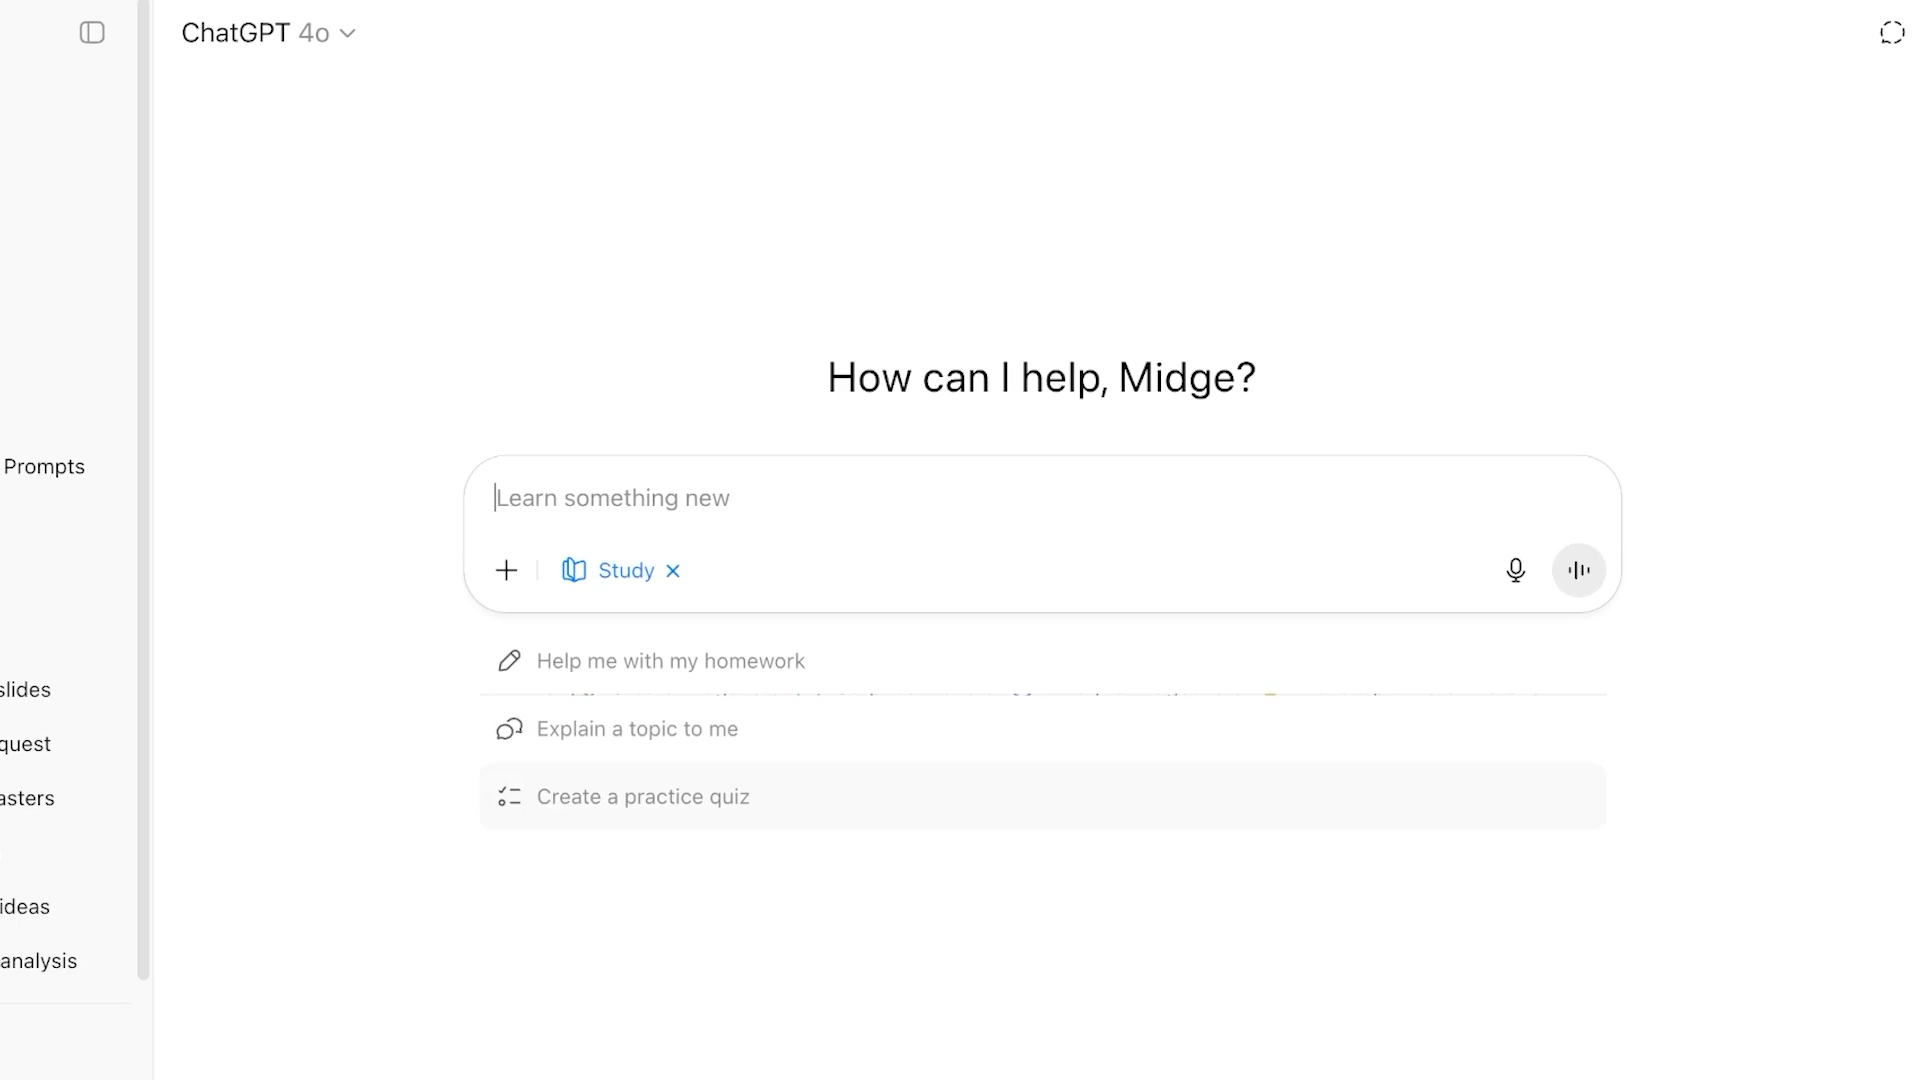 ChatGPT 4o
Prompts
slides
quest
asters
ideas
analysis
How can I help, Midge?
Learn something new
Study
Help me with my homework
Explain a topic to me
Create a practice quiz